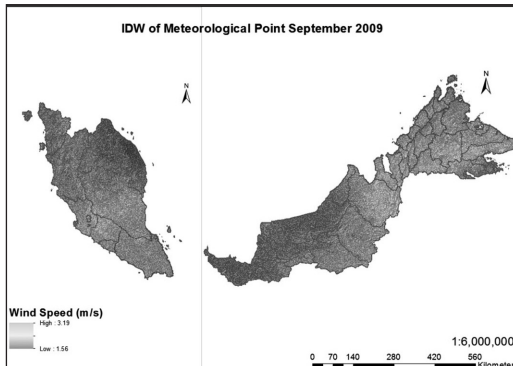 IDW of Meteorological Point September 2009
N
N
Wind Speed (m/s)
High : 3.19
Low : 1.56
1:6,000,000
0 70 140 280 420 560
Kilometer